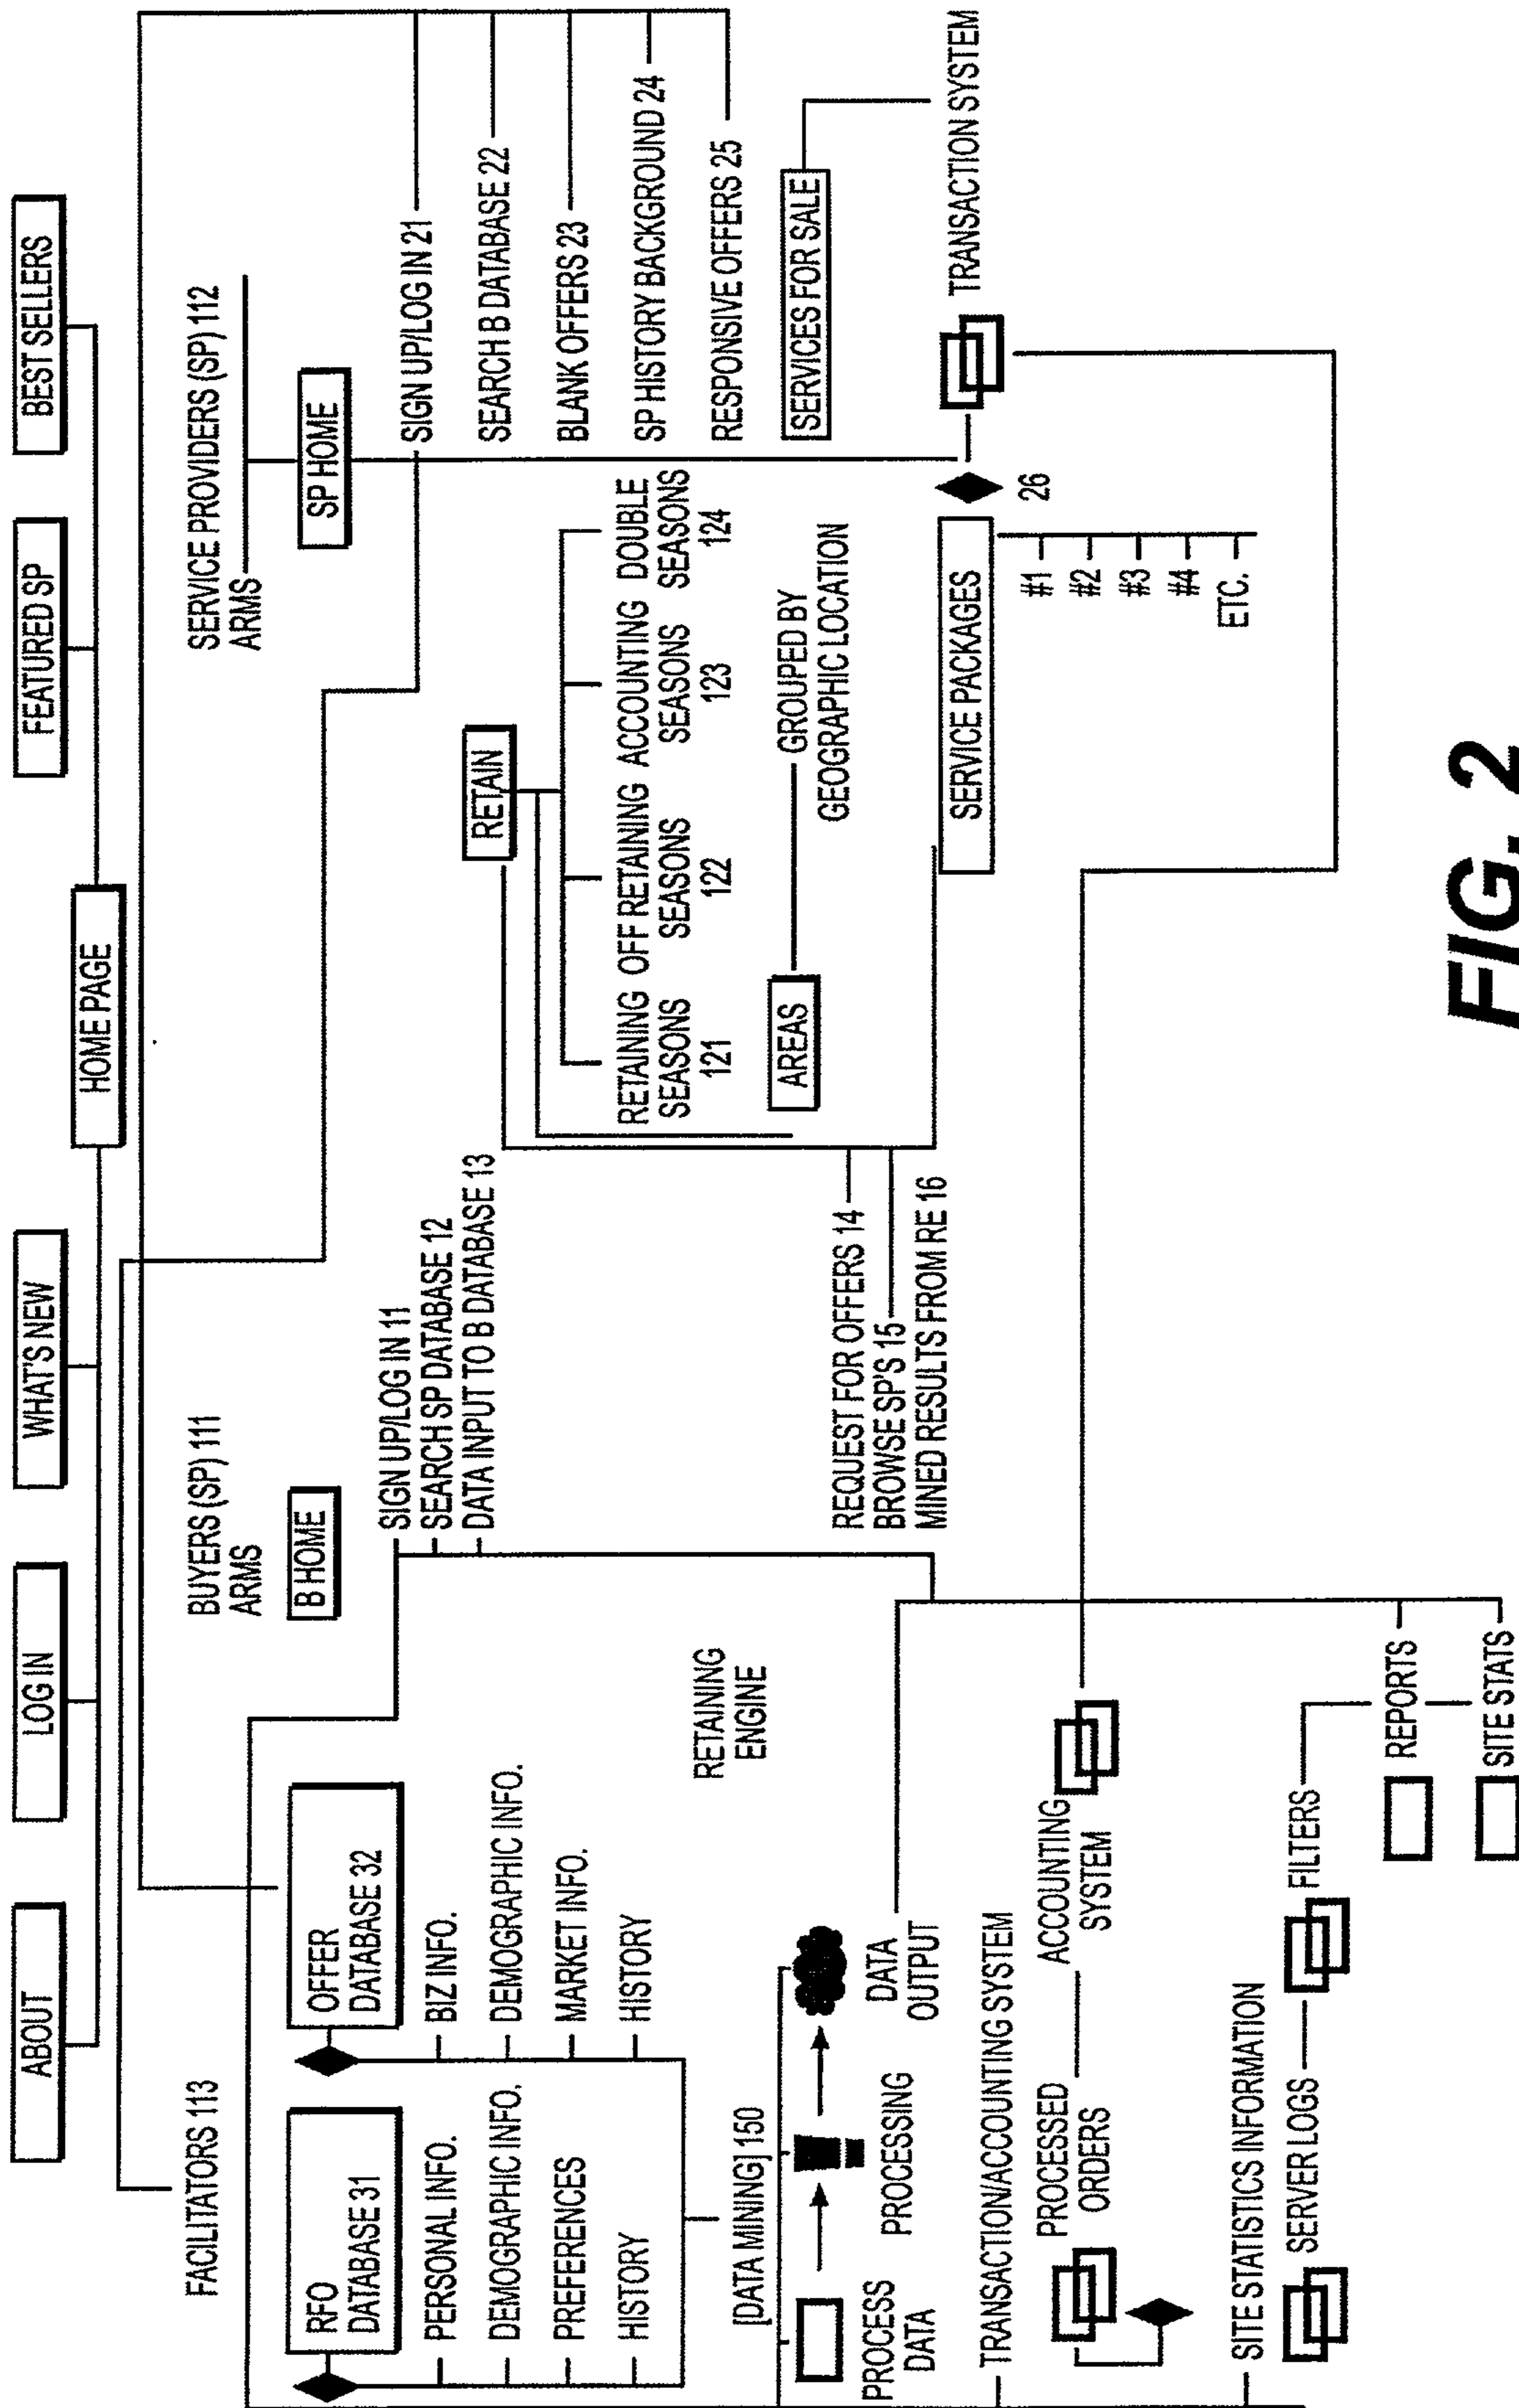 ABOUT
LOG IN
WHAT'S NEW
HOME PAGE
FEATURED SP
BEST SELLERS
FACILITATORS 113
RFO
DATABASE 31
PERSONAL INFO.
DEMOGRAPHIC INFO.
PREFERENCES
HISTORY
OFFER
DATABASE 32
BIZ INFO.
DEMOGRAPHIC INFO.
MARKET INFO.
HISTORY
[DATA MINING] 150
PROCESS
DATA
PROCESSING
DATA
OUTPUT
RETAINING
ENGINE
TRANSACTION/ACCOUNTING SYSTEM
PROCESSED
ORDERS
ACCOUNTING
SYSTEM
SITE STATISTICS INFORMATION
SERVER LOGS
FILTERS
REPORTS
SITE STATS
BUYERS (SP) 111
ARMS
B HOME
SIGN UP/LOG IN 11
SEARCH SP DATABASE 12
DATA INPUT TO B DATABASE 13
REQUEST FOR OFFERS 14
BROWSE SP'S 15
MINED RESULTS FROM RE 16
RETAIN
RETAINING
SEASONS
121
OFF RETAINING
SEASONS
122
ACCOUNTING
SEASONS
123
DOUBLE
SEASONS
124
AREAS
GROUPED BY
GEOGRAPHIC LOCATION
SERVICE PACKAGES
#1
#2
#3
#4
ETC.
26
SERVICE PROVIDERS (SP) 112
ARMS
SP HOME
SIGN UP/LOG IN 21
SEARCH B DATABASE 22
BLANK OFFERS 23
SP HISTORY BACKGROUND 24
RESPONSIVE OFFERS 25
SERVICES FOR SALE
TRANSACTION SYSTEM
FIG. 2